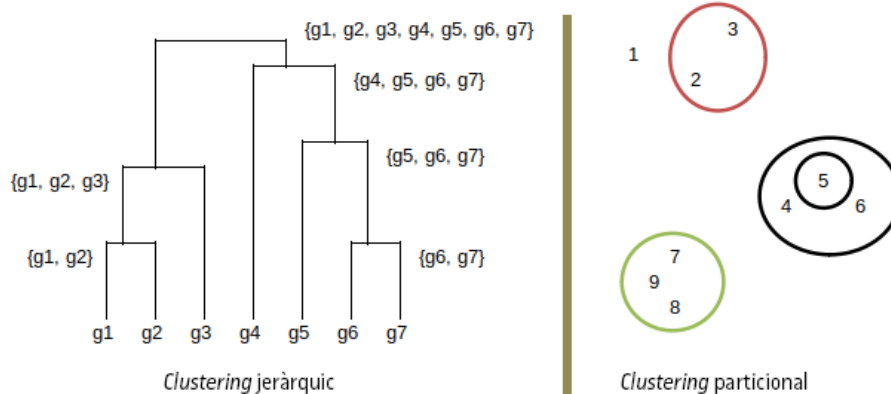 {g1, g2, g3, g4, g5, g6, g7}
{g4, g5, g6, g7}
{g5, g6, g7}
{g1, g2, g3}
{g1, g2}
{g6, g7}
g1 g2 g3 g4 g5 g6 g7
Clustering jeràrquic
3
1
2
5
4 6
7
9
8
Clustering particional